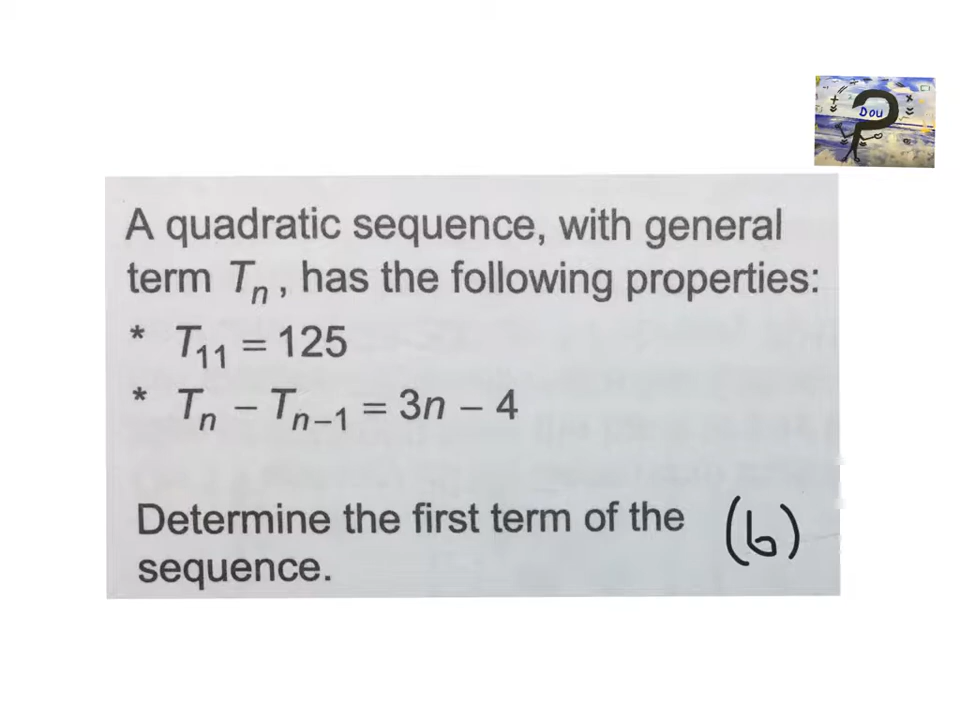 Dou
A quadratic sequence, with general
term Tₙ, has the following properties:
* T₁₁ = 125
* Tₙ – Tₙ₋₁ = 3n – 4
Determine the first term of the (6)
sequence.